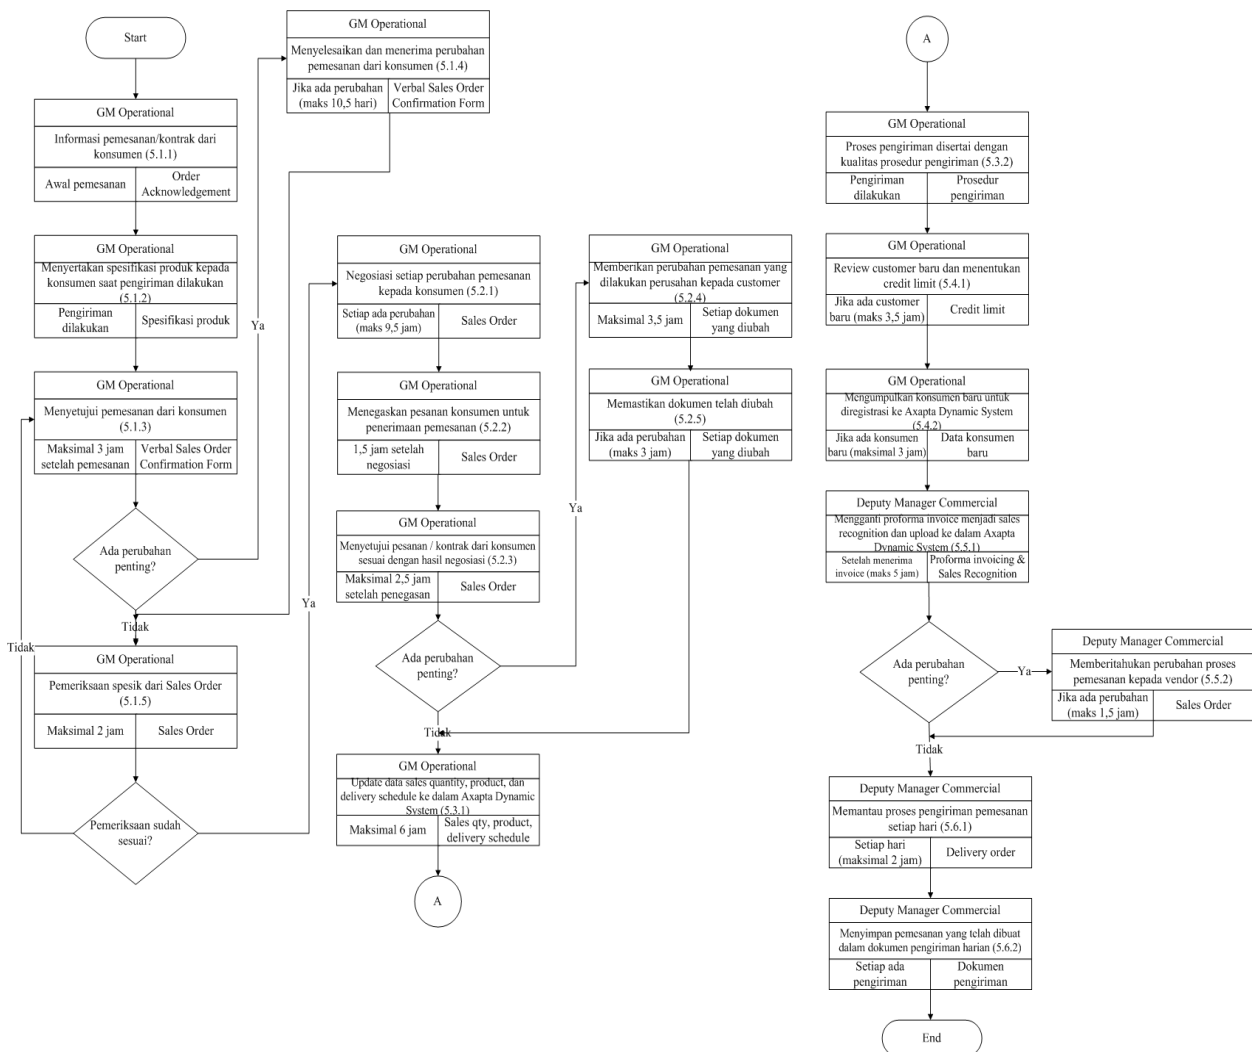 Start
GM Operational
Informasi pemesanan/kontrak dari
konsumen (5.1.1)
Awal pemesanan
Order
Acknowledgement
GM Operational
Menyertakan spesifikasi produk kepada
konsumen saat pengiriman dilakukan
(5.1.2)
Pengiriman
dilakukan
Spesifikasi produk
GM Operational
Menyetujui pemesanan dari konsumen
(5.1.3)
Maksimal 3 jam
setelah pemesanan
Verbal Sales Order
Confirmation Form
Ada perubahan
penting?
Ya
Tidak
GM Operational
Menyelesaikan dan menerima perubahan
pemesanan dari konsumen (5.1.4)
Jika ada perubahan
(maks 10,5 hari)
Verbal Sales Order
Confirmation Form
GM Operational
Pemeriksaan spesik dari Sales Order
(5.1.5)
Maksimal 2 jam
Sales Order
Pemeriksaan sudah
sesuai?
Tidak
Ya
GM Operational
Negosiasi setiap perubahan pemesanan
kepada konsumen (5.2.1)
Setiap ada perubahan
(maks 9,5 jam)
Sales Order
GM Operational
Menegaskan pesanan konsumen untuk
penerimaan pemesanan (5.2.2)
1,5 jam setelah
negosiasi
Sales Order
GM Operational
Menyetujui pesanan / kontrak dari konsumen
sesuai dengan hasil negosiasi (5.2.3)
Maksimal 2,5 jam
setelah penegasan
Sales Order
Ada perubahan
penting?
Ya
Tidak
GM Operational
Memberikan perubahan pemesanan yang
dilakukan perusahan kepada customer
(5.2.4)
Maksimal 3,5 jam
Setiap dokumen
yang diubah
GM Operational
Memastikan dokumen telah diubah
(5.2.5)
Jika ada perubahan
(maks 3 jam)
Setiap dokumen
yang diubah
GM Operational
Update data sales quantity, product, dan
delivery schedule ke dalam Axapta Dynamic
System (5.3.1)
Maksimal 6 jam
Sales qty, product,
delivery schedule
A
A
GM Operational
Proses pengiriman disertai dengan
kualitas prosedur pengiriman (5.3.2)
Pengiriman
dilakukan
Prosedur
pengiriman
GM Operational
Review customer baru dan menentukan
credit limit (5.4.1)
Jika ada customer
baru (maks 3,5 jam)
Credit limit
GM Operational
Mengumpulkan konsumen baru untuk
diregistrasi ke Axapta Dynamic System
(5.4.2)
Jika ada konsumen
baru (maksimal 3 jam)
Data konsumen
baru
Deputy Manager Commercial
Mengganti proforma invoice menjadi sales
recognition dan upload ke dalam Axapta
Dynamic System (5.5.1)
Setelah menerima
invoice (maks 5 jam)
Proforma invoicing &
Sales Recognition
Ada perubahan
penting?
Ya
Tidak
Deputy Manager Commercial
Memberitahukan perubahan proses
pemesanan kepada vendor (5.5.2)
Jika ada perubahan
(maks 1,5 jam)
Sales Order
Deputy Manager Commercial
Memantau proses pengiriman pemesanan
setiap hari (5.6.1)
Setiap hari
(maksimal 2 jam)
Delivery order
Deputy Manager Commercial
Menyimpan pemesanan yang telah dibuat
dalam dokumen pengiriman harian (5.6.2)
Setiap ada
pengiriman
Dokumen
pengiriman
End